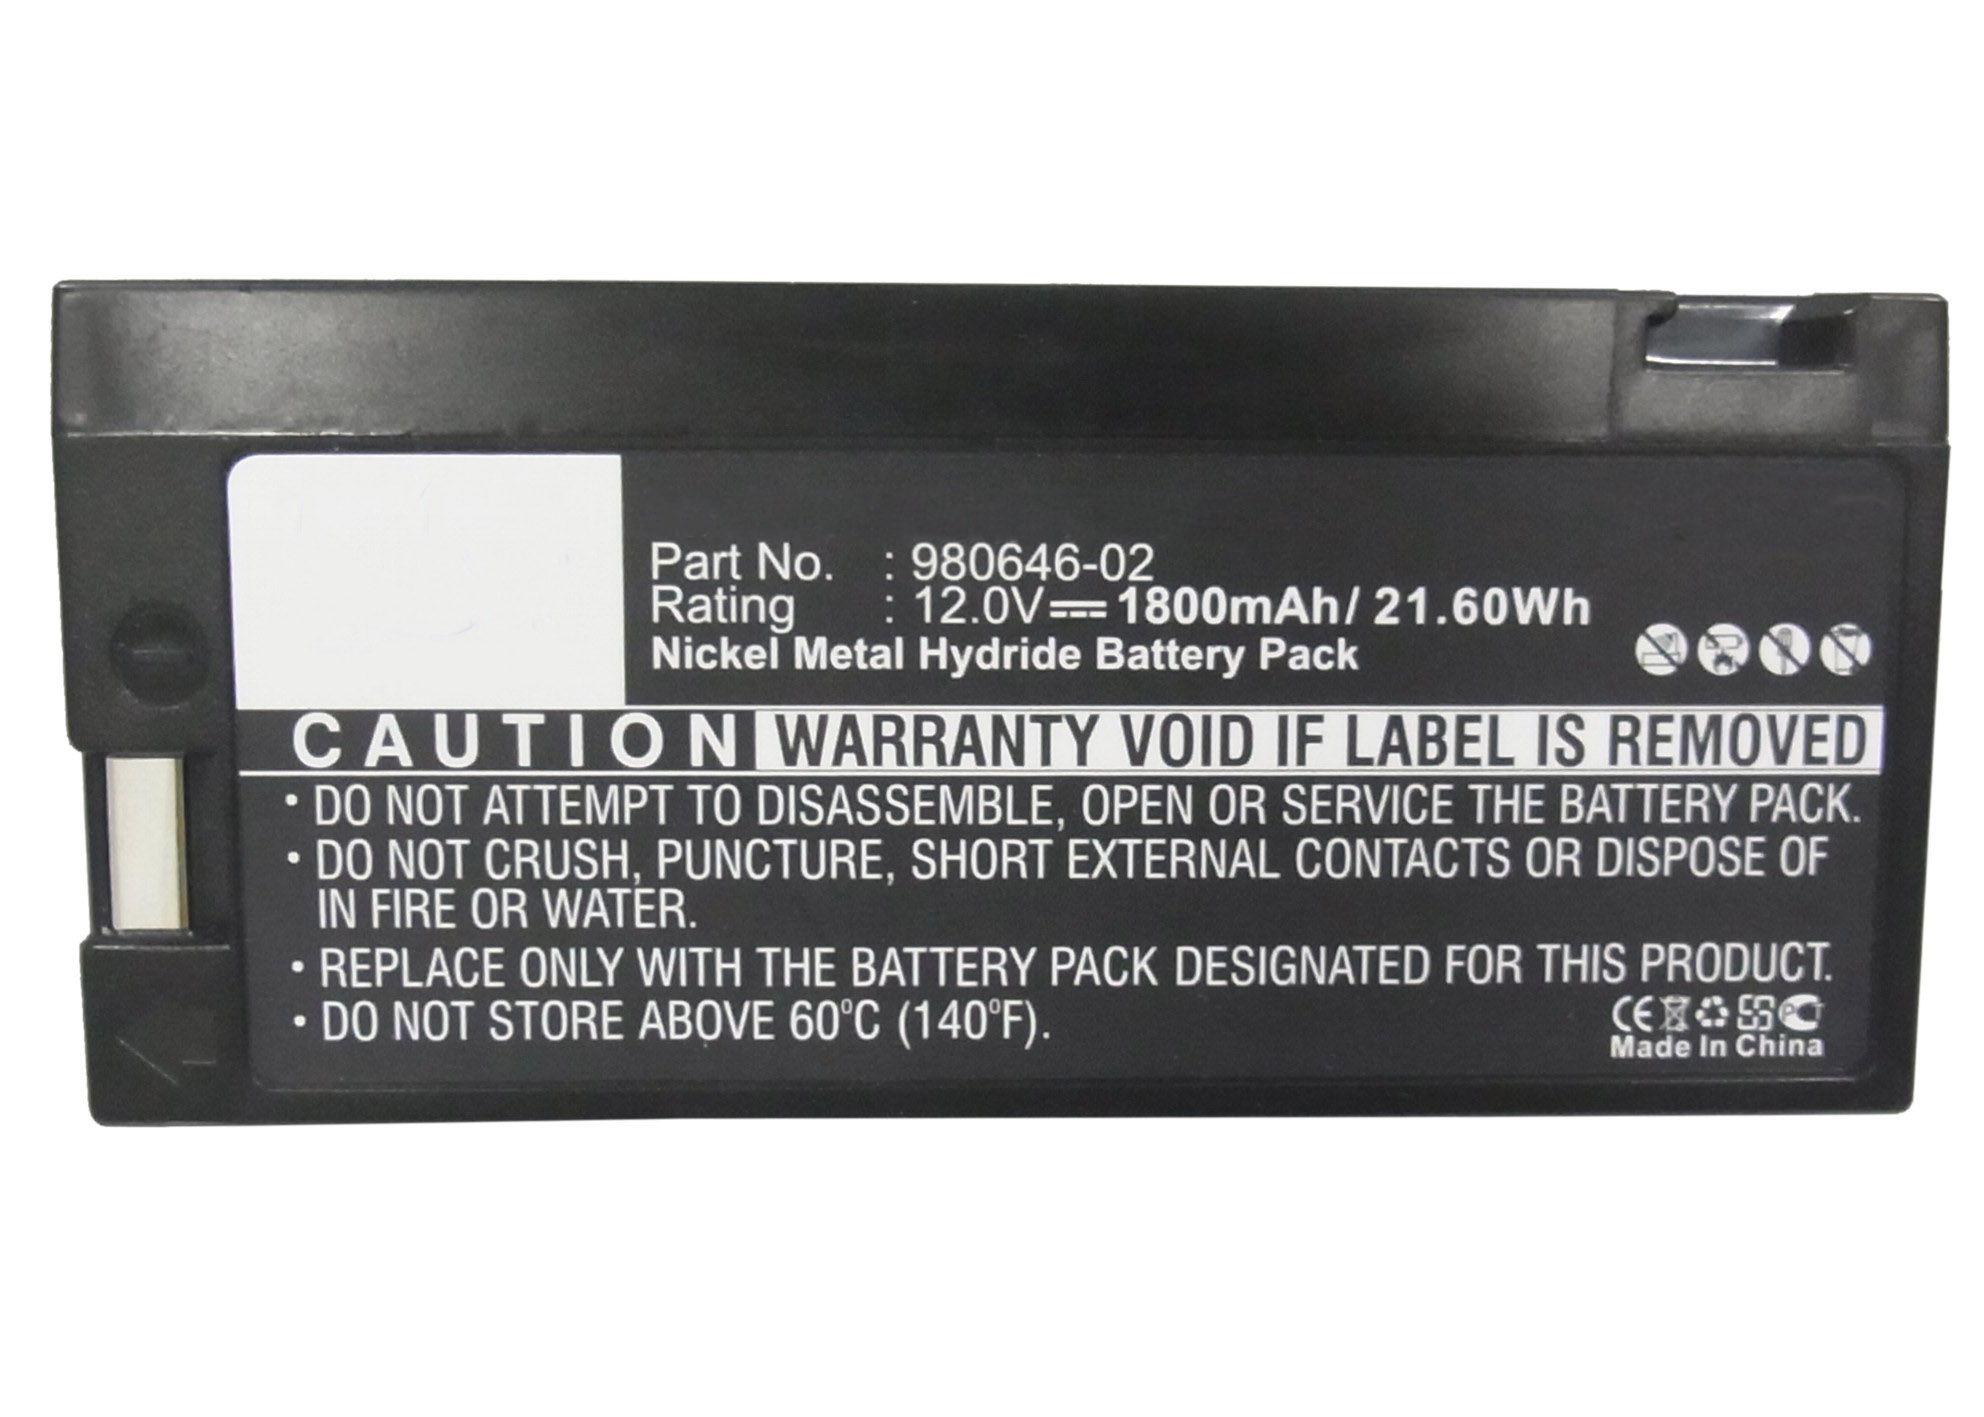 Part No. : 980646-02
Rating : 12.0V⎓1800mAh/ 21.60Wh
Nickel Metal Hydride Battery Pack
CAUTION WARRANTY VOID IF LABEL IS REMOVED
• DO NOT ATTEMPT TO DISASSEMBLE, OPEN OR SERVICE THE BATTERY PACK.
• DO NOT CRUSH, PUNCTURE, SHORT EXTERNAL CONTACTS OR DISPOSE OF
IN FIRE OR WATER.
• REPLACE ONLY WITH THE BATTERY PACK DESIGNATED FOR THIS PRODUCT.
• DO NOT STORE ABOVE 60°C (140°F).
CE PCT
Made In China